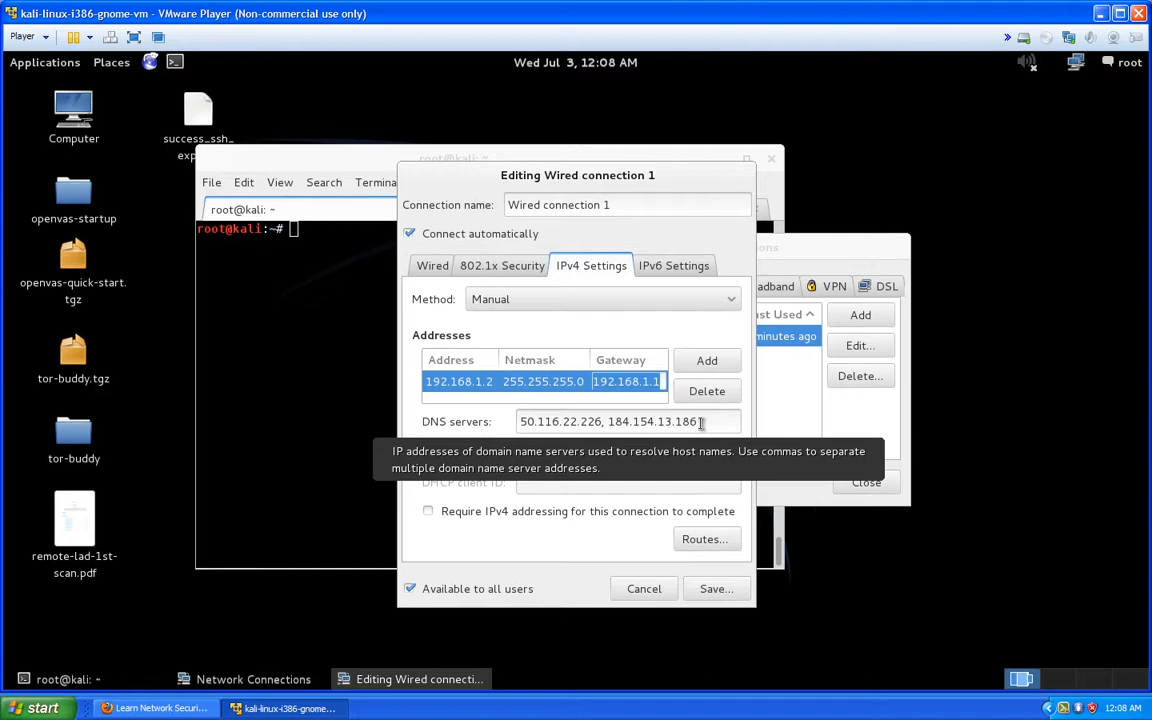 kali-linux-i386-gnome-vm - VMware Player (Non-commercial use only)
Player
Applications Places Wed Jul 3, 12:08 AM root
Computer
success_ssh_
exp
openvas-startup
openvas-quick-start.
tgz
tor-buddy.tgz
tor-buddy
remote-lad-1st-
scan.pdf
root@kali: ~
File Edit View Search Termina
root@kali: ~
root@kali:~#
Editing Wired connection 1
Connection name: Wired connection 1
Connect automatically
Wired 802.1x Security IPv4 Settings IPv6 Settings
Method: Manual
Addresses
Address Netmask Gateway
192.168.1.2 255.255.255.0 192.168.1.1
Add
Delete
DNS servers: 50.116.22.226, 184.154.13.186
IP addresses of domain name servers used to resolve host names. Use commas to separate
multiple domain name server addresses.
DHCP client ID:
Require IPv4 addressing for this connection to complete
Routes...
Available to all users
Cancel Save...
ions
adband VPN DSL
ast Used
minutes ago
Add
Edit...
Delete...
Close
root@kali: ~ Network Connections Editing Wired connecti...
start Learn Network Securi... kali-linux-i386-gnome... 12:08 AM